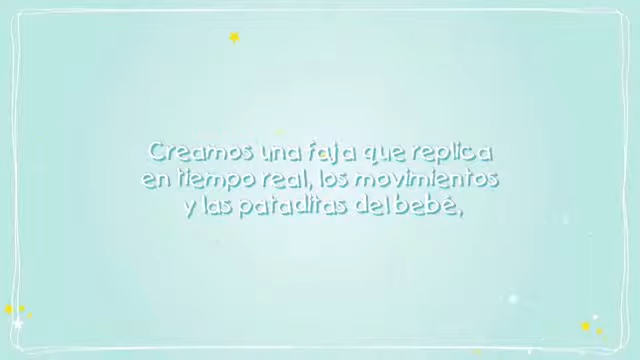 Creamos una faja que replica
en tiempo real, los movimientos
y las pataditas del bebé,